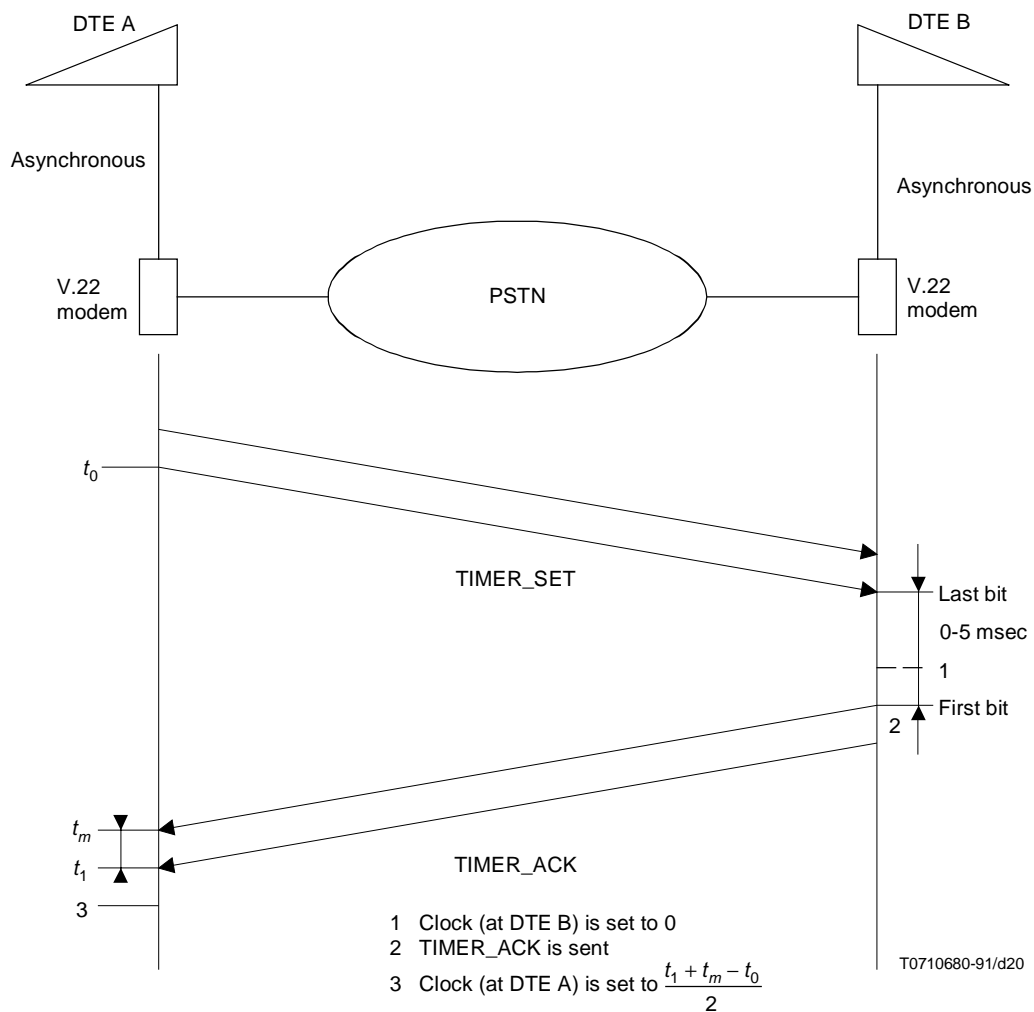 DTE A
DTE B
Asynchronous
Asynchronous
V.22
modem
PSTN
V.22
modem
t0
TIMER_SET
Last bit
0-5 msec
1
First bit
2
tm
t1
TIMER_ACK
3
1 Clock (at DTE B) is set to 0
2 TIMER_ACK is sent
3 Clock (at DTE A) is set to (t1 + tm – t0)/2
T0710680-91/d20